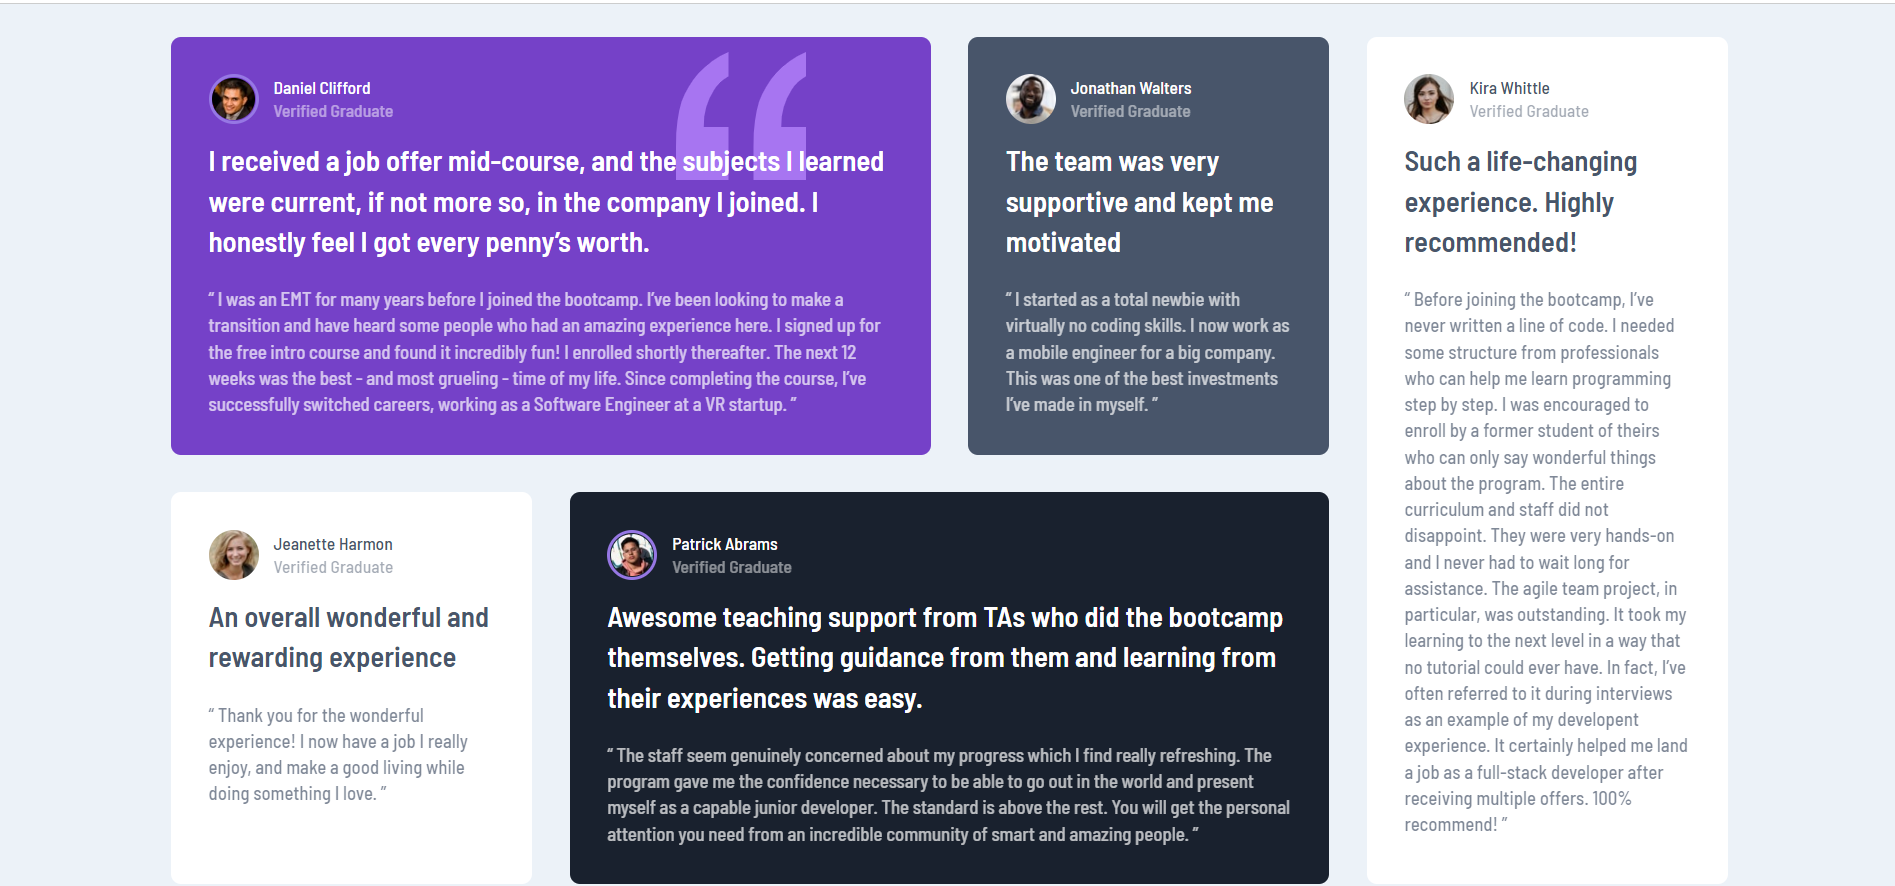 Daniel Clifford
Verified Graduate
I received a job offer mid-course, and the subjects I learned
were current, if not more so, in the company I joined. I
honestly feel I got every penny’s worth.
“ I was an EMT for many years before I joined the bootcamp. I’ve been looking to make a
transition and have heard some people who had an amazing experience here. I signed up for
the free intro course and found it incredibly fun! I enrolled shortly thereafter. The next 12
weeks was the best - and most grueling - time of my life. Since completing the course, I’ve
successfully switched careers, working as a Software Engineer at a VR startup. ”
Jonathan Walters
Verified Graduate
The team was very
supportive and kept me
motivated
“ I started as a total newbie with
virtually no coding skills. I now work as
a mobile engineer for a big company.
This was one of the best investments
I’ve made in myself. ”
Kira Whittle
Verified Graduate
Such a life-changing
experience. Highly
recommended!
“ Before joining the bootcamp, I’ve
never written a line of code. I needed
some structure from professionals
who can help me learn programming
step by step. I was encouraged to
enroll by a former student of theirs
who can only say wonderful things
about the program. The entire
curriculum and staff did not
disappoint. They were very hands-on
and I never had to wait long for
assistance. The agile team project, in
particular, was outstanding. It took my
learning to the next level in a way that
no tutorial could ever have. In fact, I’ve
often referred to it during interviews
as an example of my developent
experience. It certainly helped me land
a job as a full-stack developer after
receiving multiple offers. 100%
recommend! ”
Jeanette Harmon
Verified Graduate
An overall wonderful and
rewarding experience
“ Thank you for the wonderful
experience! I now have a job I really
enjoy, and make a good living while
doing something I love. ”
Patrick Abrams
Verified Graduate
Awesome teaching support from TAs who did the bootcamp
themselves. Getting guidance from them and learning from
their experiences was easy.
“ The staff seem genuinely concerned about my progress which I find really refreshing. The
program gave me the confidence necessary to be able to go out in the world and present
myself as a capable junior developer. The standard is above the rest. You will get the personal
attention you need from an incredible community of smart and amazing people. ”